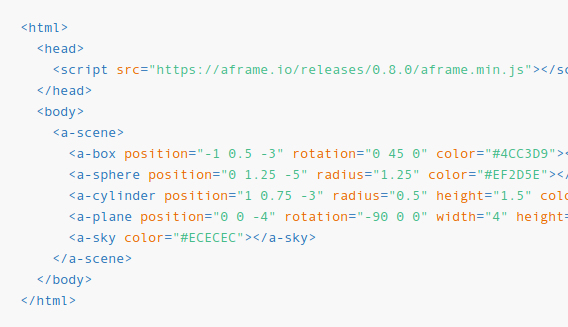 <html>
<head>
<script src="https://aframe.io/releases/0.8.0/aframe.min.js"></sc
</head>
<body>
<a-scene>
<a-box position="-1 0.5 -3" rotation="0 45 0" color="#4CC3D9"><
<a-sphere position="0 1.25 -5" radius="1.25" color="#EF2D5E"></
<a-cylinder position="1 0.75 -3" radius="0.5" height="1.5" colo
<a-plane position="0 0 -4" rotation="-90 0 0" width="4" height=
<a-sky color="#ECECEC"></a-sky>
</a-scene>
</body>
</html>